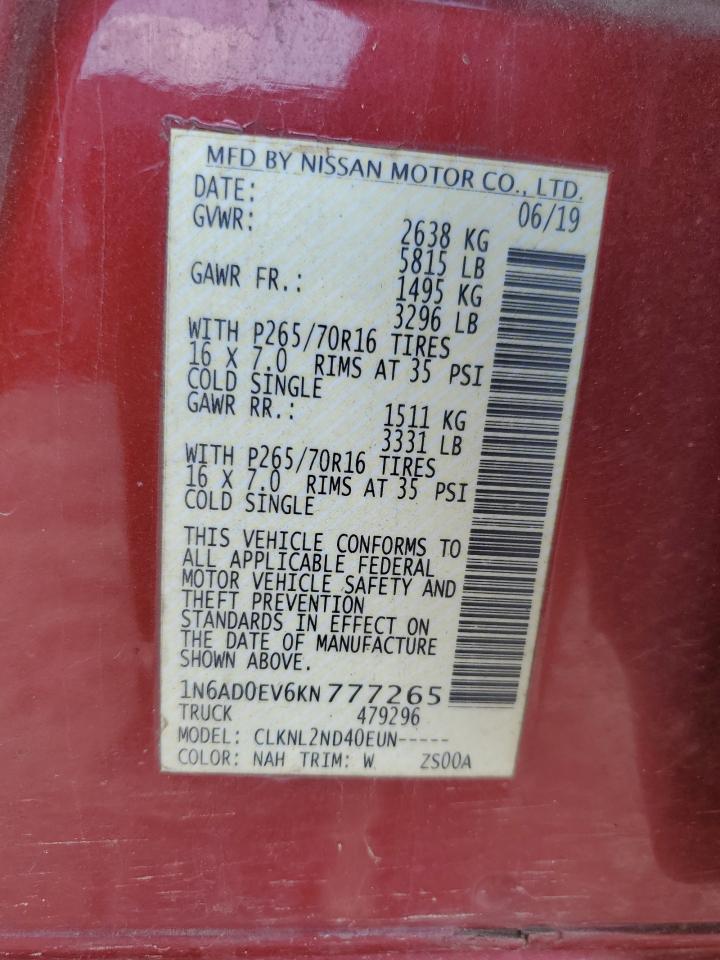 MFD BY NISSAN MOTOR CO., LTD.
DATE: 06/19
GVWR: 2638 KG
5815 LB
GAWR FR.: 1495 KG
3296 LB
WITH P265/70R16 TIRES
16 X 7.0 RIMS AT 35 PSI
COLD SINGLE
GAWR RR.: 1511 KG
3331 LB
WITH P265/70R16 TIRES
16 X 7.0 RIMS AT 35 PSI
COLD SINGLE
THIS VEHICLE CONFORMS TO
ALL APPLICABLE FEDERAL
MOTOR VEHICLE SAFETY AND
THEFT PREVENTION
STANDARDS IN EFFECT ON
THE DATE OF MANUFACTURE
SHOWN ABOVE.
1N6AD0EV6KN777265
TRUCK 479296
MODEL: CLKNL2ND40EUN-----
COLOR: NAH TRIM: W ZS00A